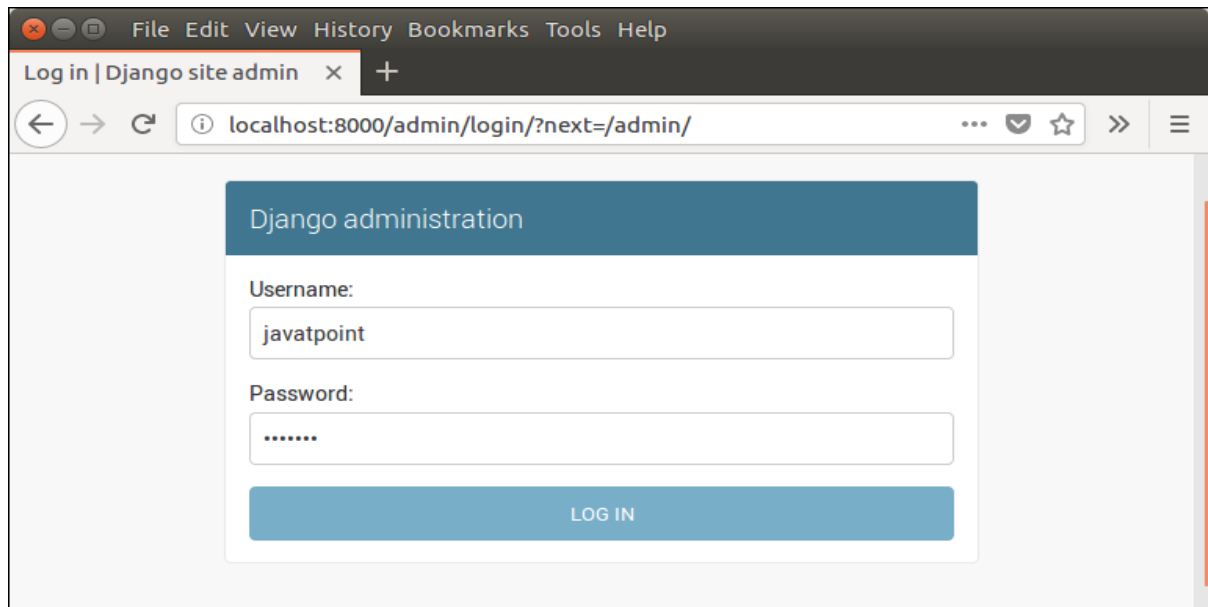 File Edit View History Bookmarks Tools Help
Log in | Django site admin
localhost:8000/admin/login/?next=/admin/
Django administration
Username:
javatpoint
Password:
•••••••
LOG IN